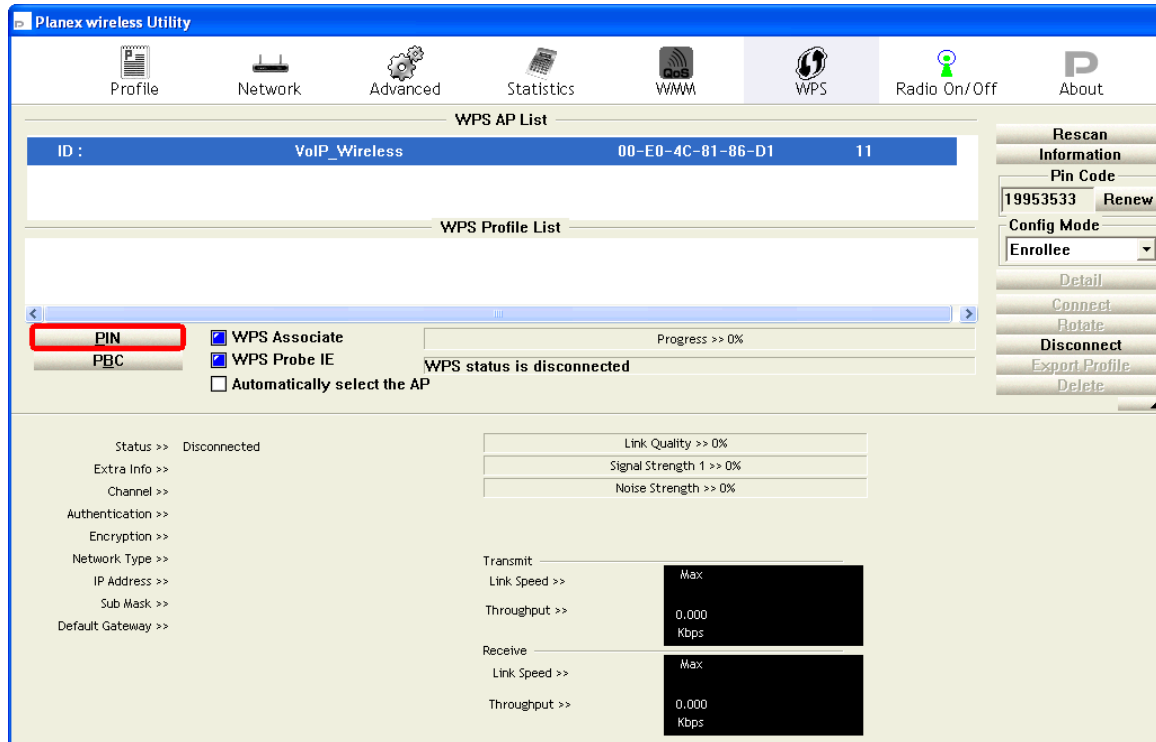 Planex wireless Utility
Profile Network Advanced Statistics WMM WPS Radio On/Off About
QoS
WPS AP List
ID : VoIP_Wireless 00-E0-4C-81-86-D1 11
Rescan
Information
Pin Code
19953533 Renew
WPS Profile List
Config Mode
Enrollee
Detail
Connect
Rotate
Disconnect
Export Profile
Delete
PIN
PBC
WPS Associate
WPS Probe IE
Automatically select the AP
Progress >> 0%
WPS status is disconnected
Status >> Disconnected
Extra Info >>
Channel >>
Authentication >>
Encryption >>
Network Type >>
IP Address >>
Sub Mask >>
Default Gateway >>
Link Quality >> 0%
Signal Strength 1 >> 0%
Noise Strength >> 0%
Transmit
Link Speed >> Max
Throughput >> 0.000
Kbps
Receive
Link Speed >> Max
Throughput >> 0.000
Kbps